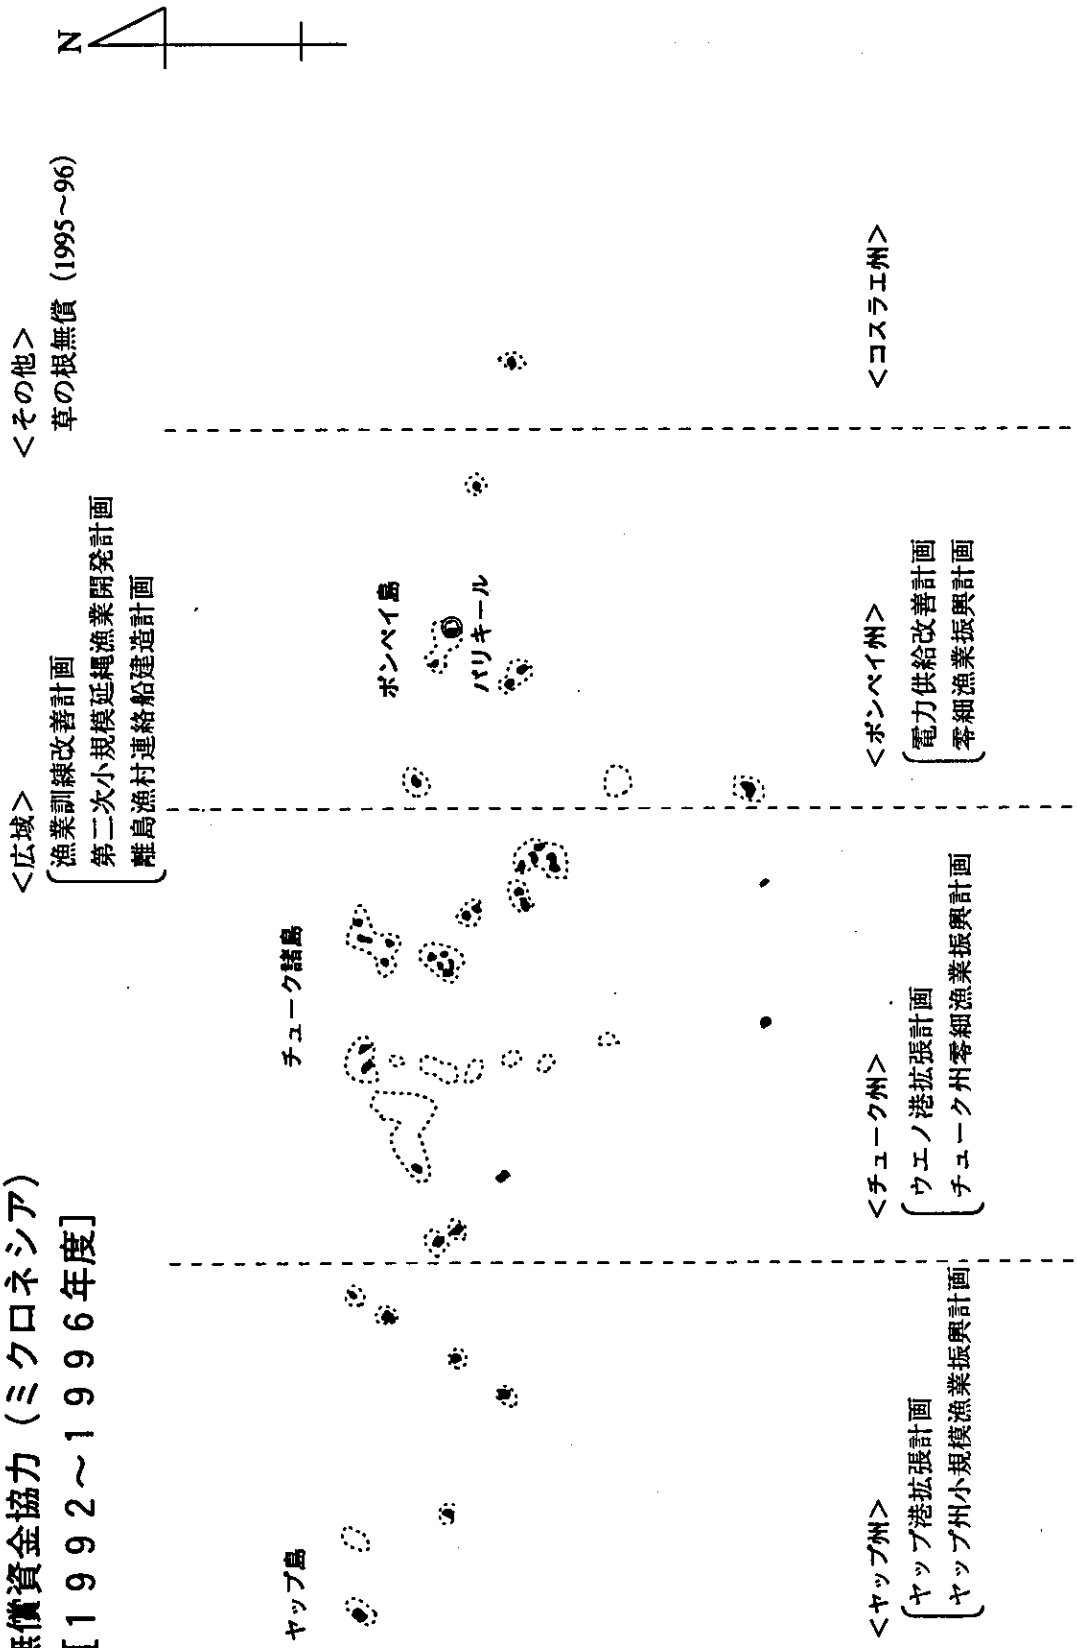 無償資金協力（ミクロネシア）
[１９９２～１９９６年度]
＜広域＞
漁業訓練改善計画
第二次小規模延縄漁業開発計画
離島漁村連絡船建造計画
＜その他＞
草の根無償（1995～96）
N
ヤップ島
チューク諸島
ポンペイ島
パリキール
＜ヤップ州＞
ヤップ港拡張計画
ヤップ州小規模漁業振興計画
＜チューク州＞
ウエノ港拡張計画
チューク州零細漁業振興計画
＜ポンペイ州＞
電力供給改善計画
零細漁業振興計画
＜コスラエ州＞